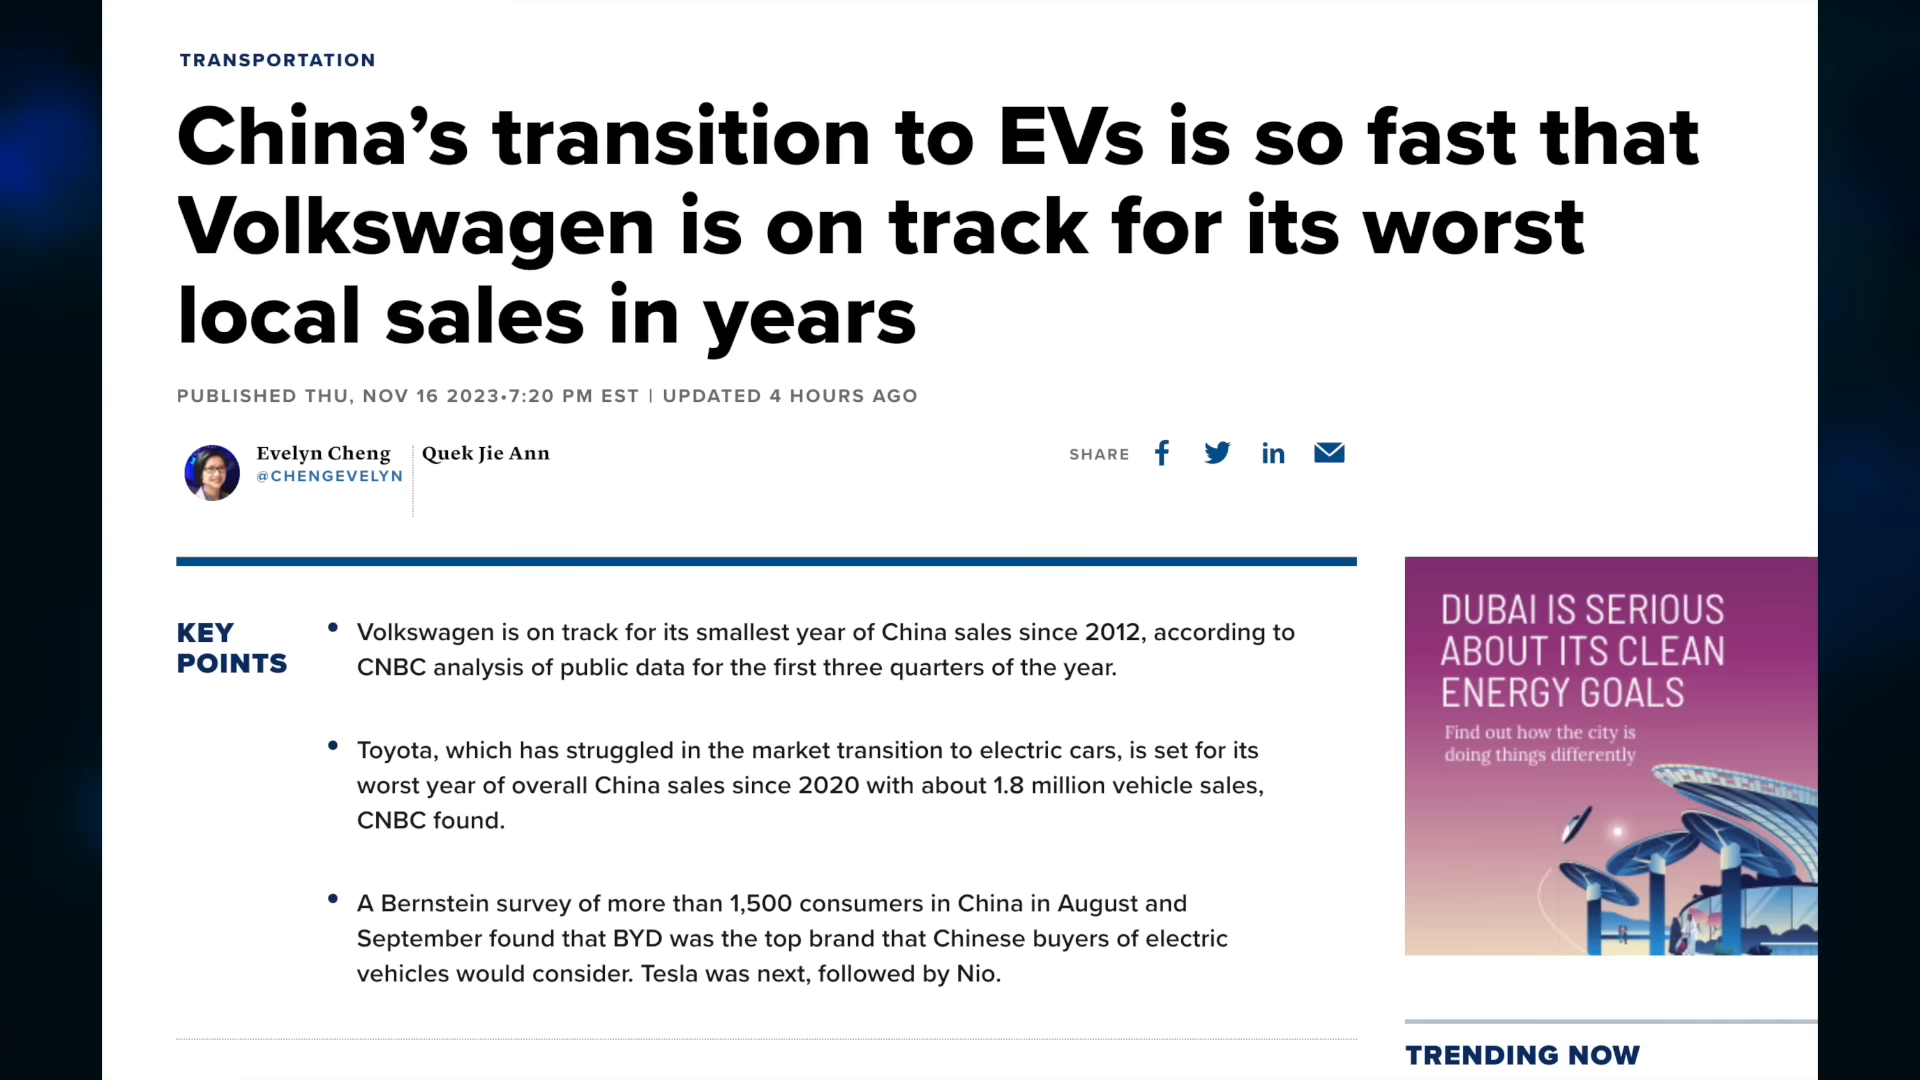 TRANSPORTATION
China’s transition to EVs is so fast that
Volkswagen is on track for its worst
local sales in years
PUBLISHED THU, NOV 16 2023•7:20 PM EST | UPDATED 4 HOURS AGO
Evelyn Cheng
@CHENGEVELYN
Quek Jie Ann
SHARE
KEY
POINTS
• Volkswagen is on track for its smallest year of China sales since 2012, according to
CNBC analysis of public data for the first three quarters of the year.
• Toyota, which has struggled in the market transition to electric cars, is set for its
worst year of overall China sales since 2020 with about 1.8 million vehicle sales,
CNBC found.
• A Bernstein survey of more than 1,500 consumers in China in August and
September found that BYD was the top brand that Chinese buyers of electric
vehicles would consider. Tesla was next, followed by Nio.
DUBAI IS SERIOUS
ABOUT ITS CLEAN
ENERGY GOALS
Find out how the city is
doing things differently
TRENDING NOW